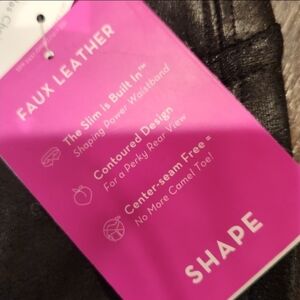 FAUX LEATHER
The Slim is Built In™
Shaping Power Waistband
Contoured Design
For a Perky Rear View
Center-seam Free =
No More Camel Toe!
SHAPE